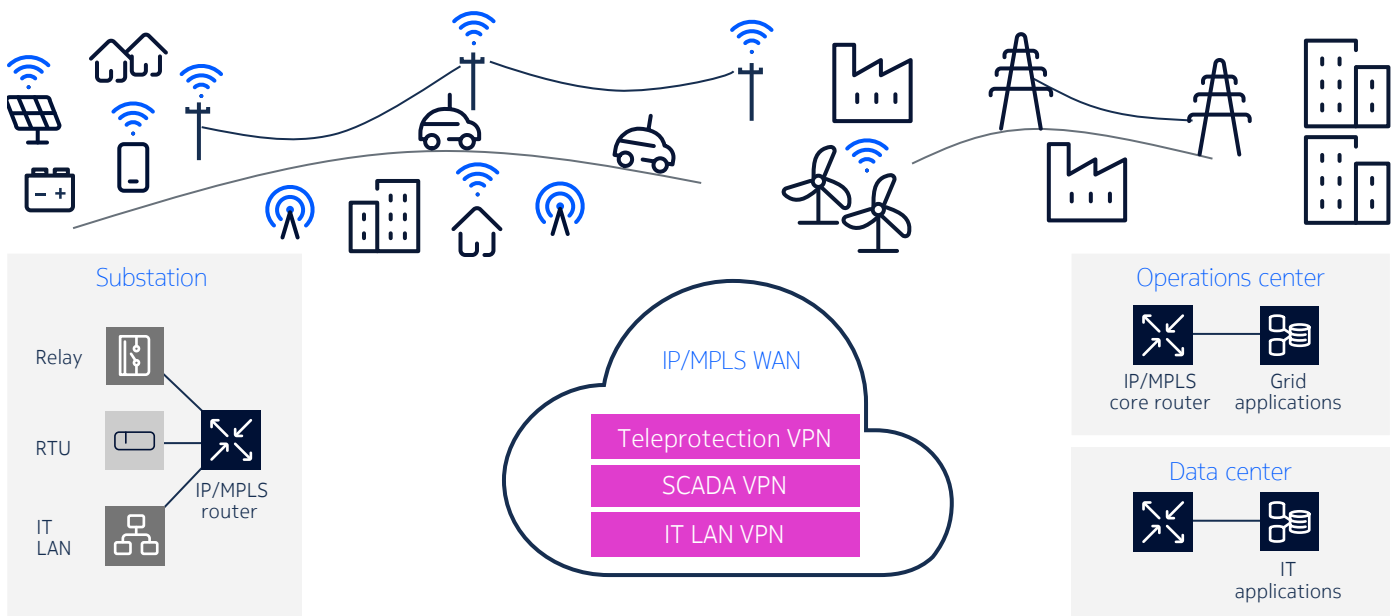 Substation
Relay
RTU
IT
LAN
IP/MPLS
router
IP/MPLS WAN
Teleprotection VPN
SCADA VPN
IT LAN VPN
Operations center
IP/MPLS
core router
Grid
applications
Data center
IT
applications